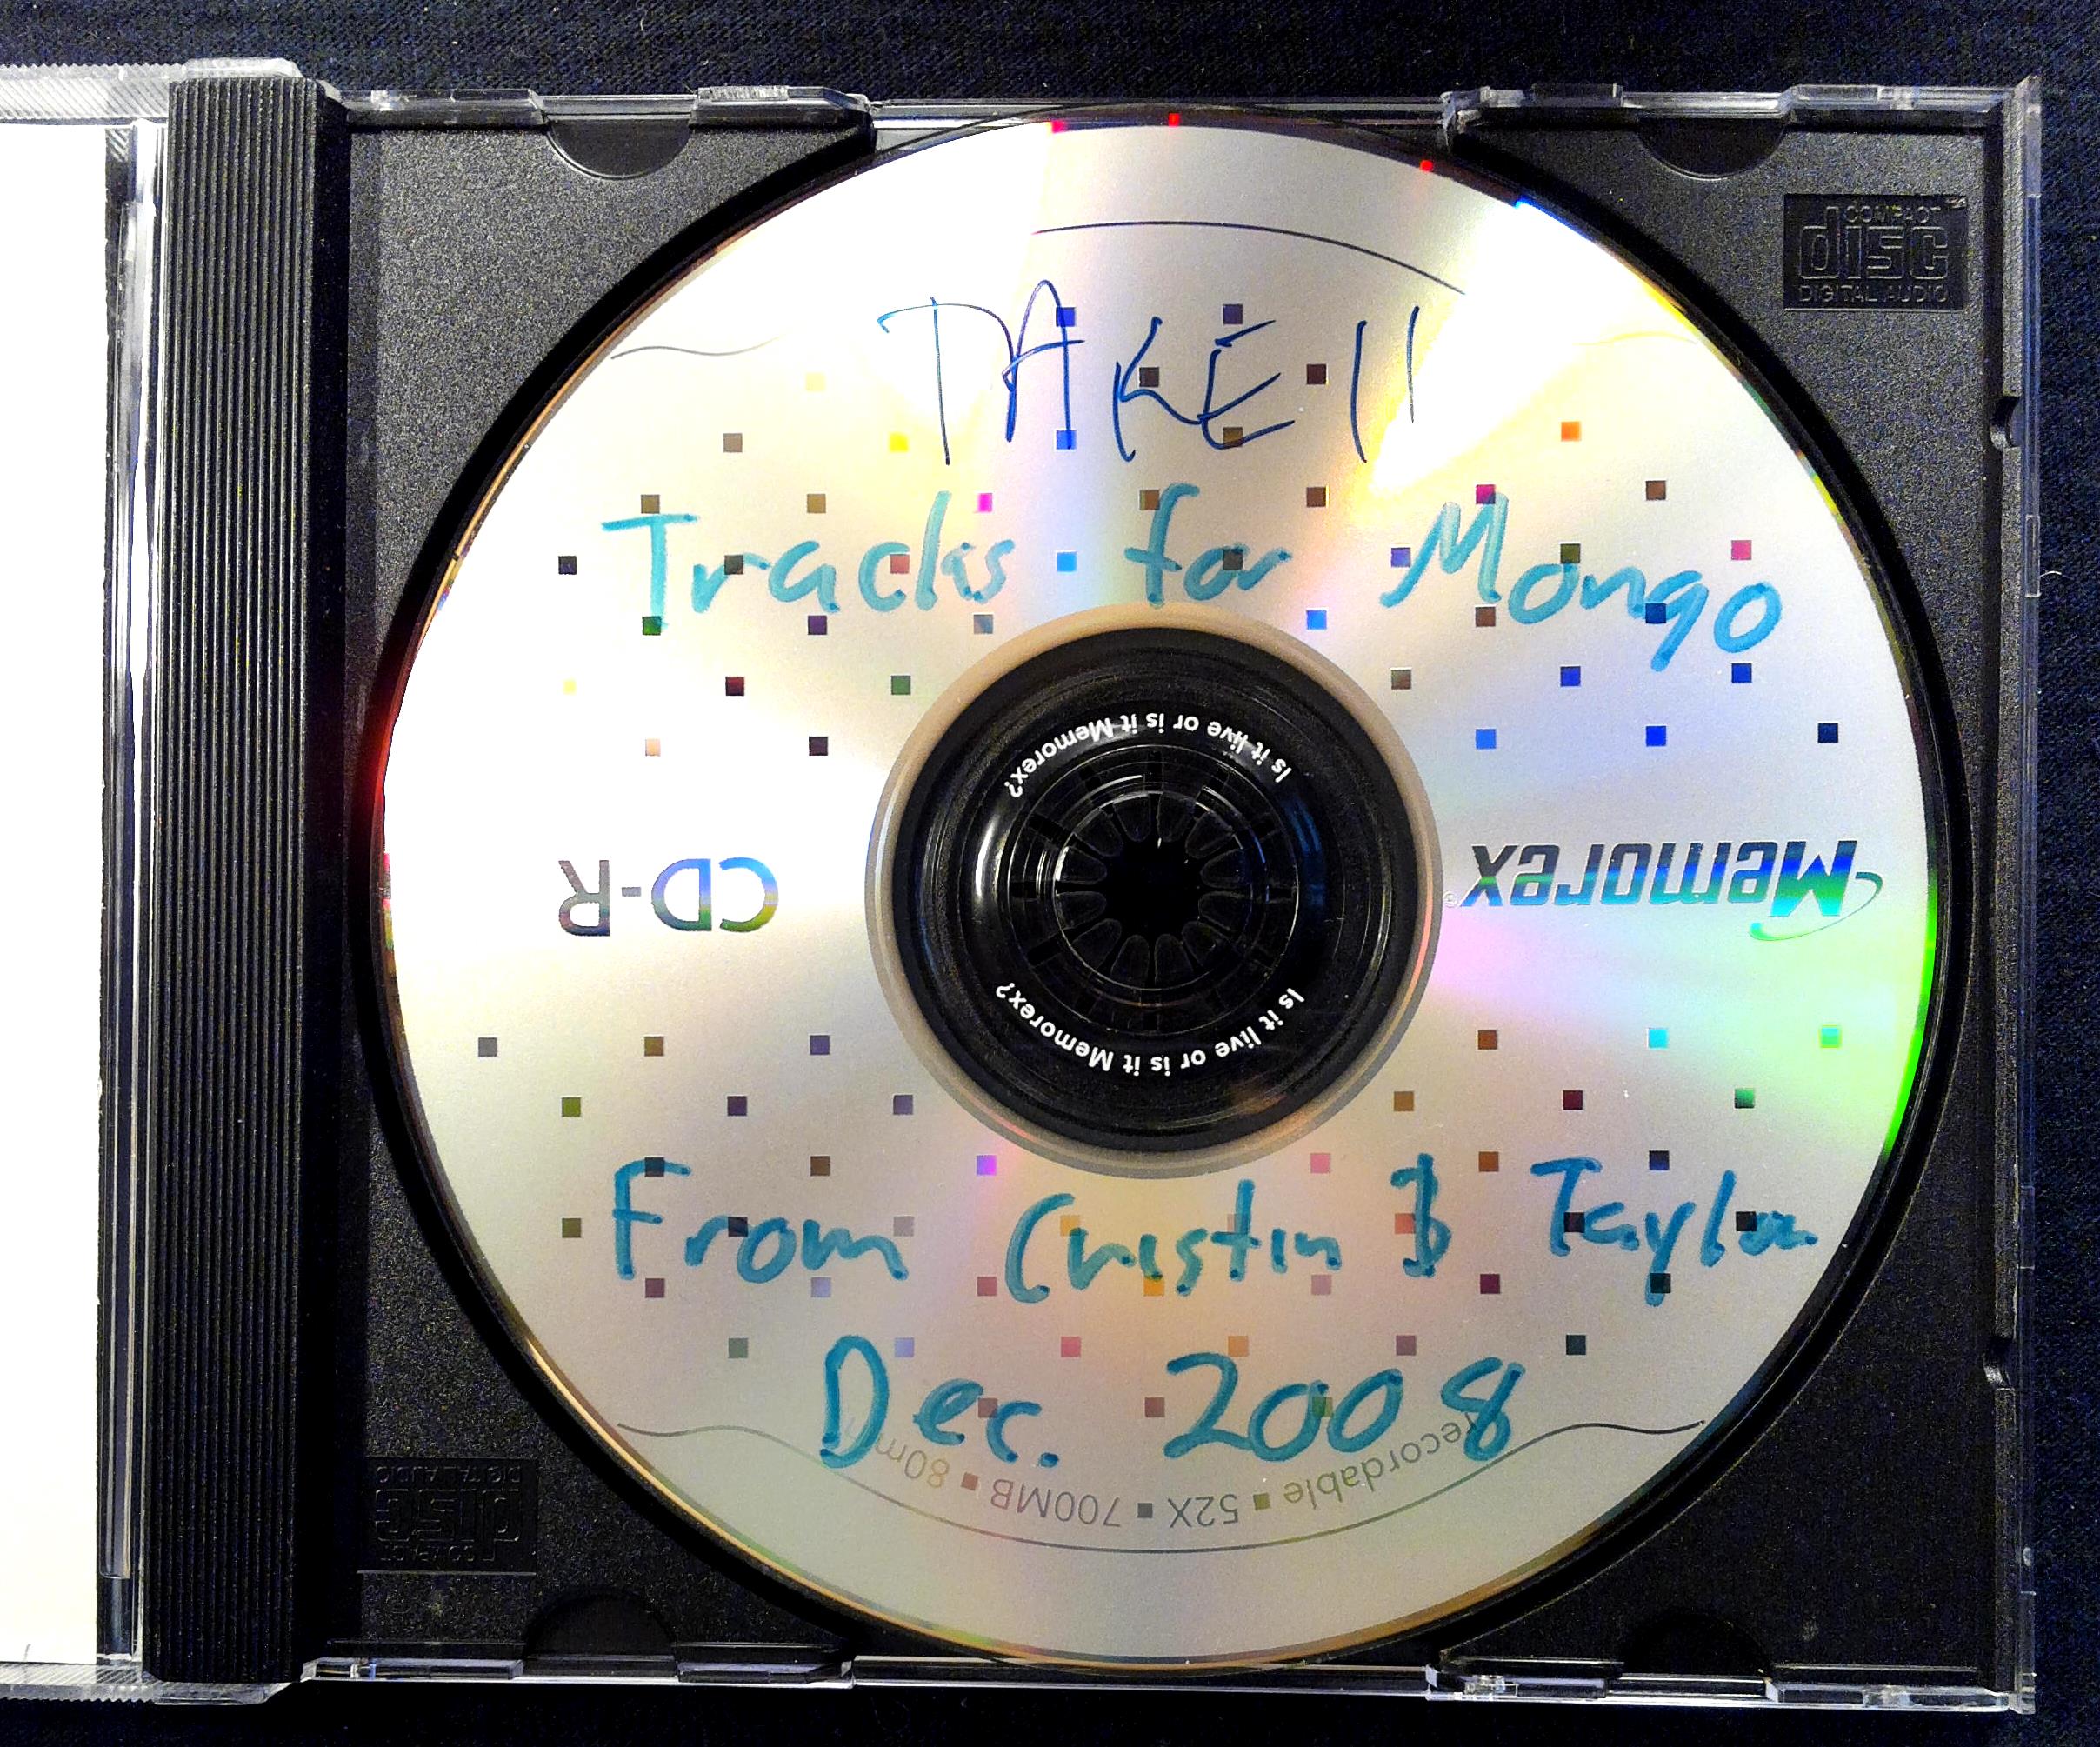 COMPACT
disc
DIGITAL AUDIO
TAKE II
Tracks for Mongo
Is it live or is it Memorex?
CD-R
Memorex
Is it live or is it Memorex?
From Cristin & Taylor
Dec. 2008
recordable ▪ 52X ▪ 700MB ▪ 80m
COMPACT
disc
DIGITAL AUDIO